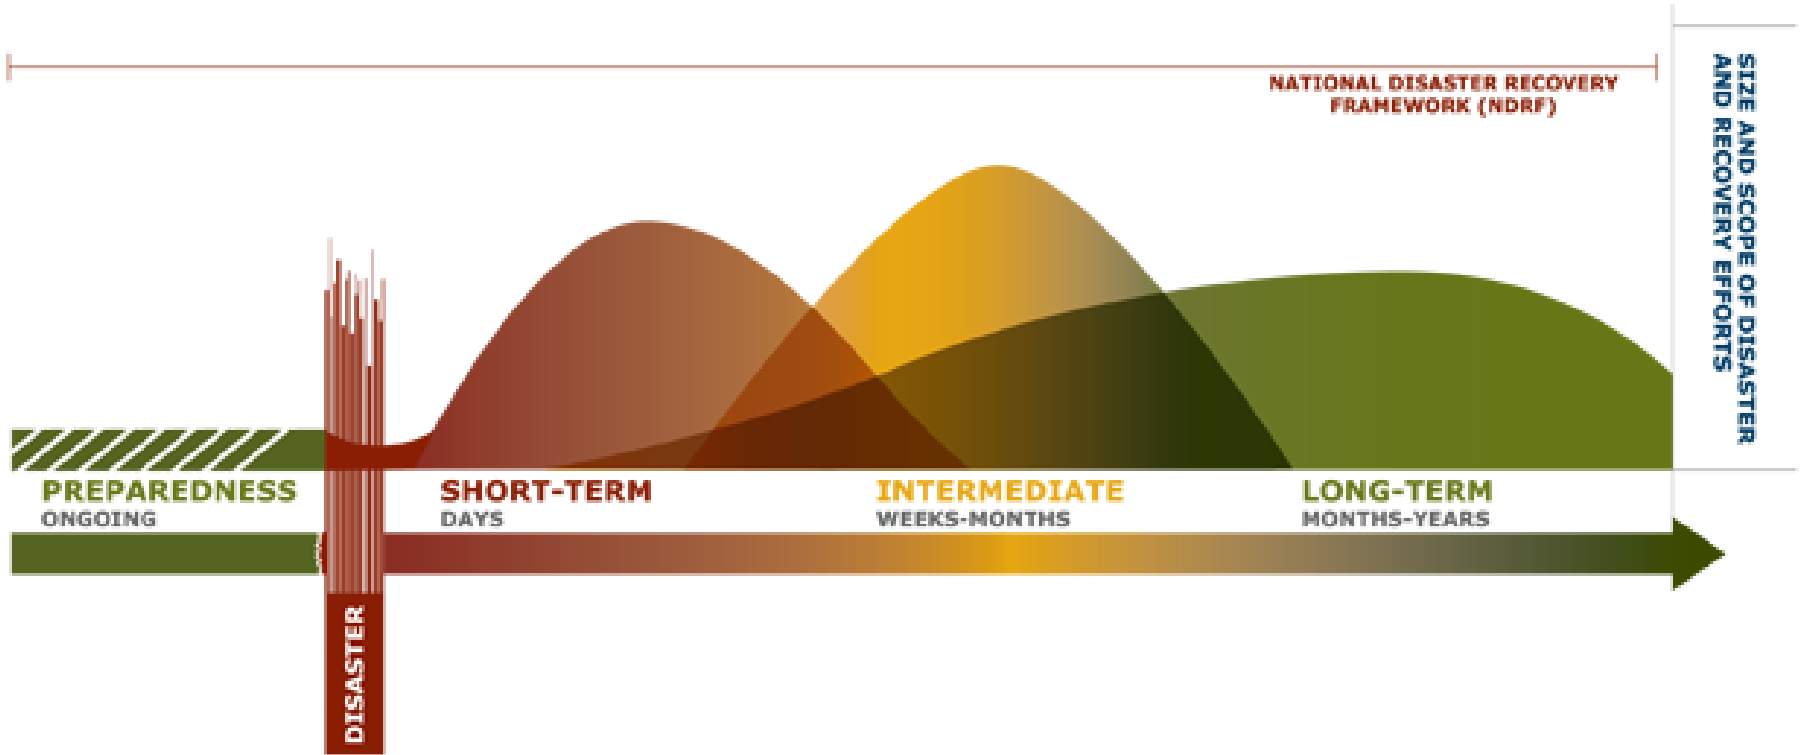 NATIONAL DISASTER RECOVERY
FRAMEWORK (NDRF)
SIZE AND SCOPE OF DISASTER
AND RECOVERY EFFORTS
PREPAREDNESS
ONGOING
SHORT-TERM
DAYS
INTERMEDIATE
WEEKS-MONTHS
LONG-TERM
MONTHS-YEARS
DISASTER